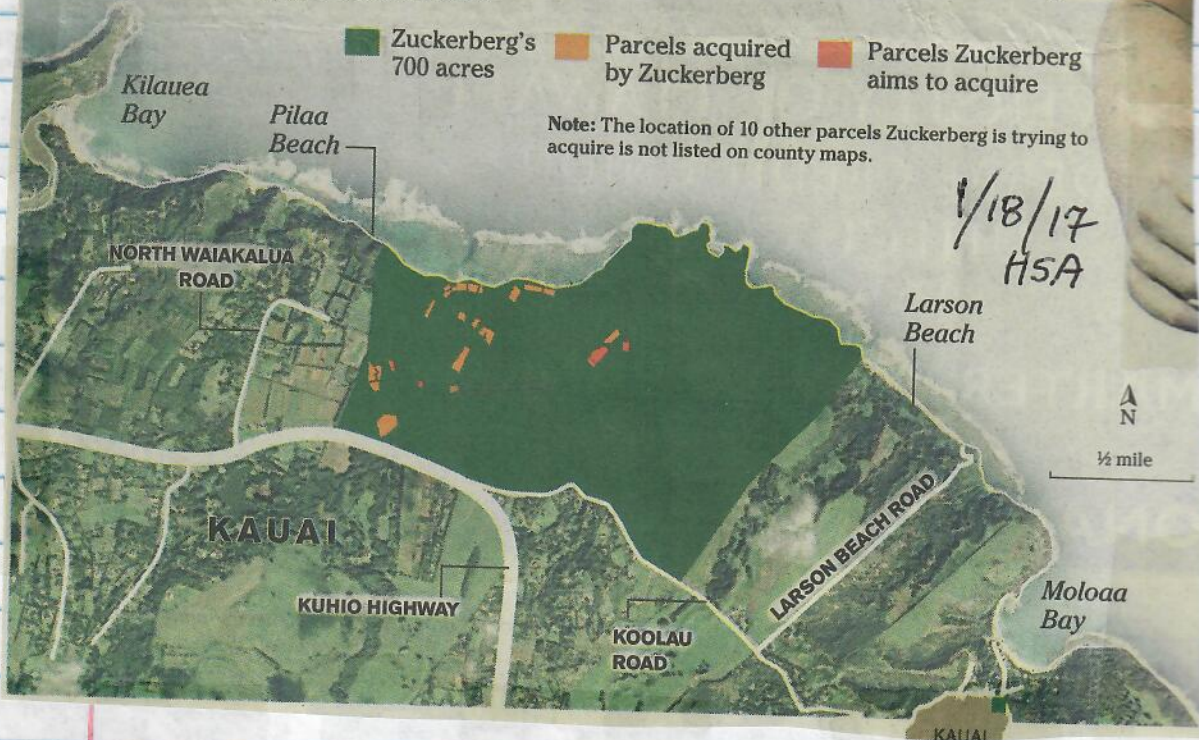 Zuckerberg's
700 acres
Parcels acquired
by Zuckerberg
Parcels Zuckerberg
aims to acquire
Note: The location of 10 other parcels Zuckerberg is trying to
acquire is not listed on county maps.
1/18/17
HSA
Kilauea
Bay
Pilaa
Beach
NORTH WAIAKALUA
ROAD
Larson
Beach
N
½ mile
KAUAI
KUHIO HIGHWAY
KOOLAU
ROAD
LARSON BEACH ROAD
Moloaa
Bay
KAUAI